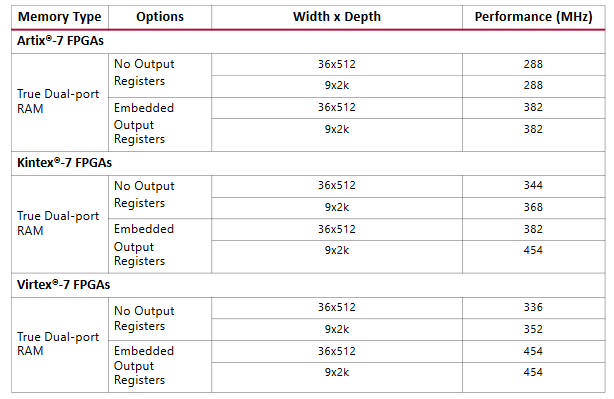 Memory Type Options Width x Depth Performance (MHz)
Artix®-7 FPGAs
True Dual-port RAM
No Output Registers
36x512 288
9x2k 288
Embedded Output Registers
36x512 382
9x2k 382
Kintex®-7 FPGAs
True Dual-port RAM
No Output Registers
36x512 344
9x2k 368
Embedded Output Registers
36x512 382
9x2k 454
Virtex®-7 FPGAs
True Dual-port RAM
No Output Registers
36x512 336
9x2k 352
Embedded Output Registers
36x512 454
9x2k 454